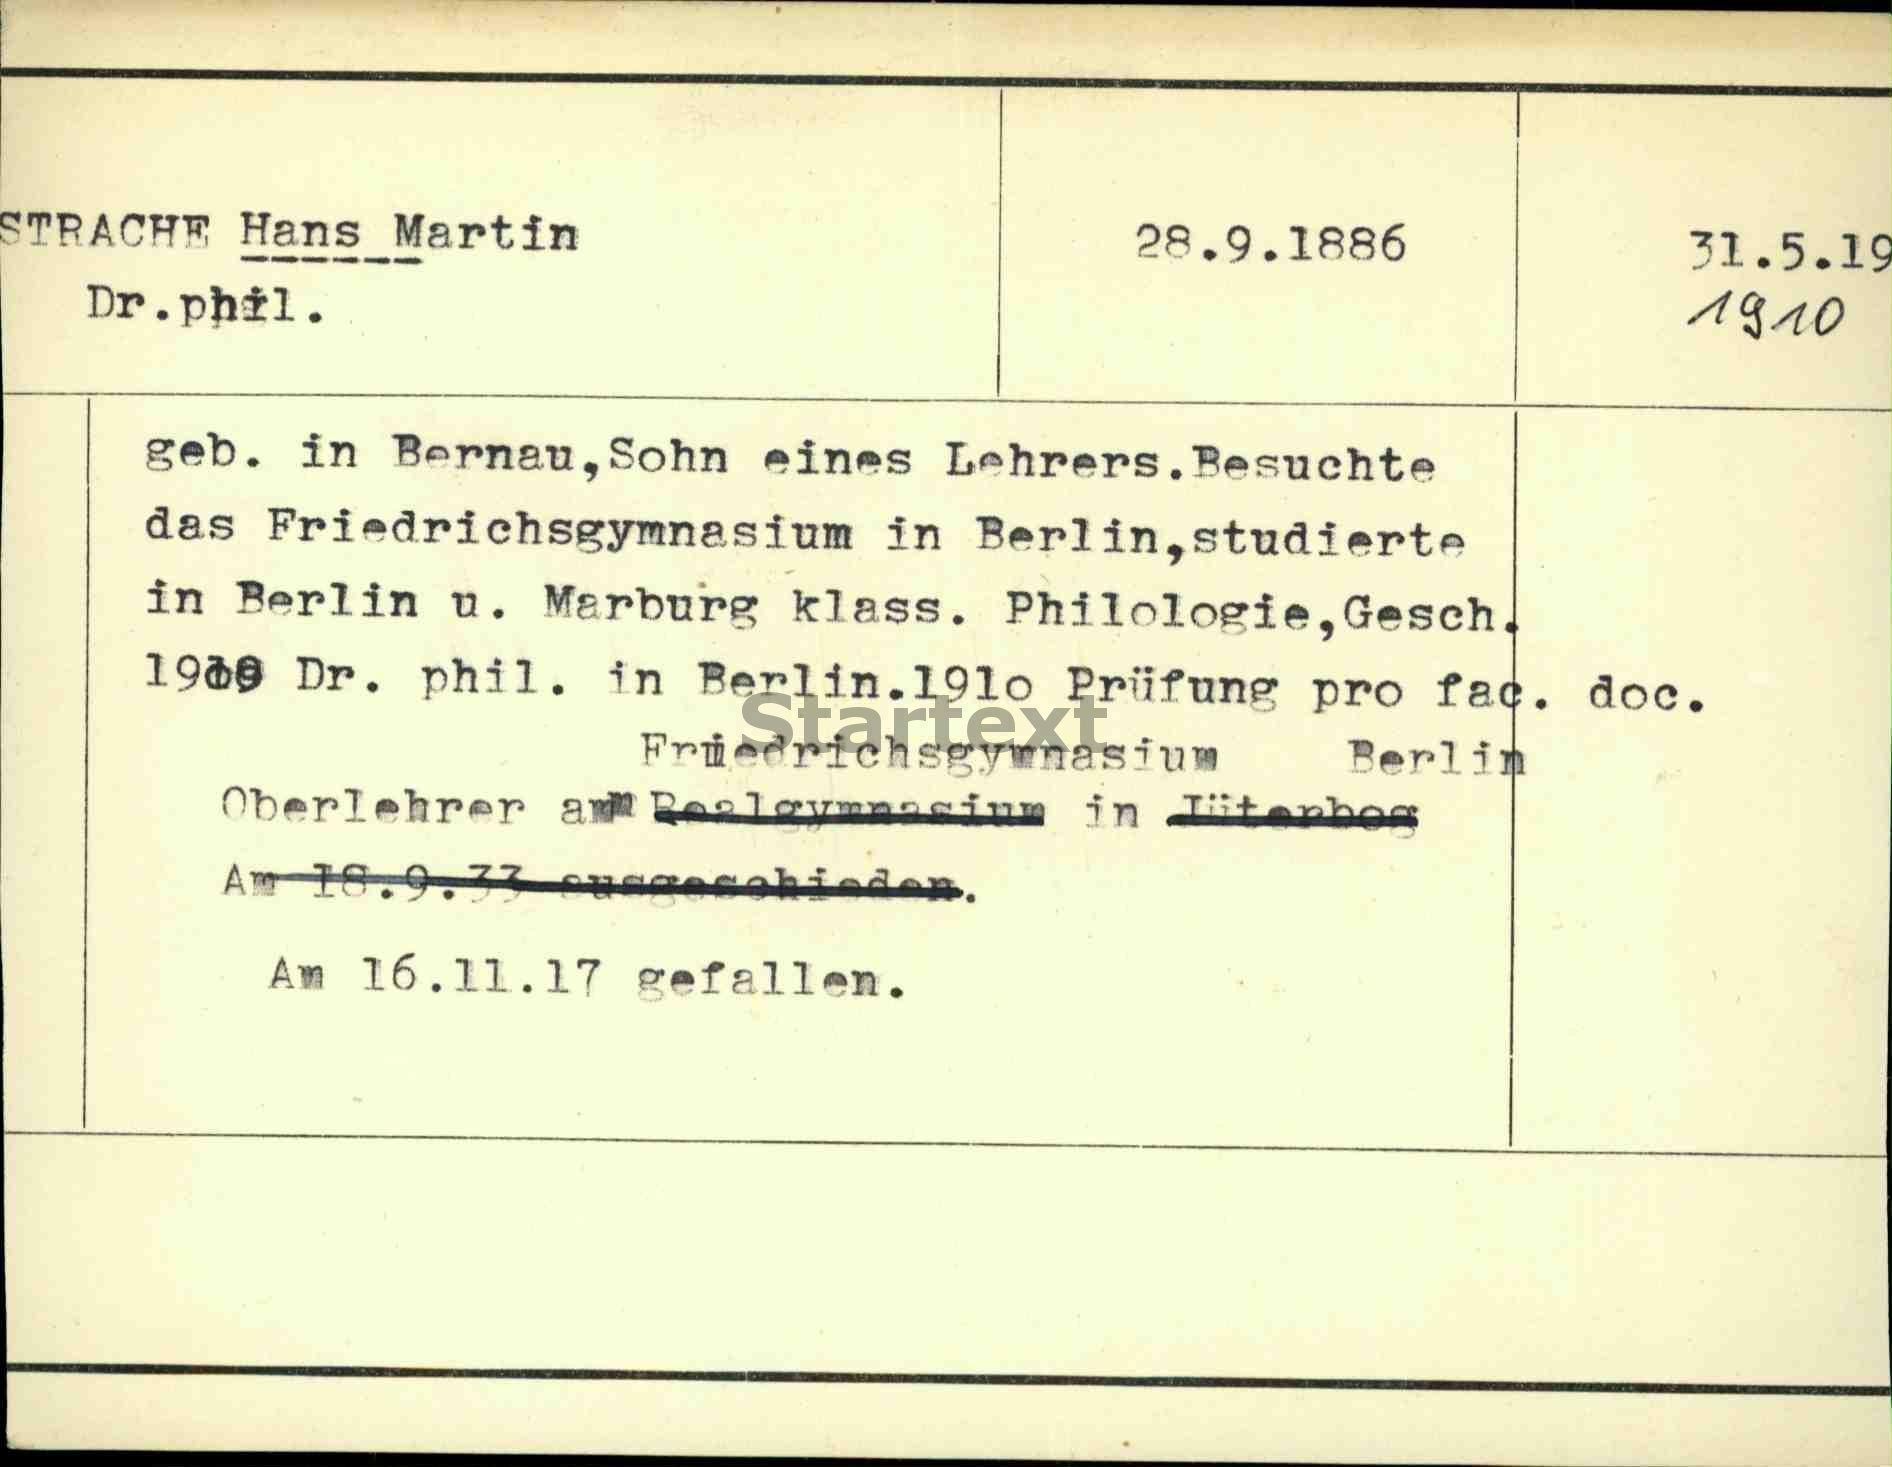 STRACHE Hans Martin
28.9.1886
31.5.19
Dr.phil.
1910
geb. in Bernau,Sohn eines Lehrers.Besuchte
das Friedrichsgymnasium in Berlin,studierte
in Berlin u. Marburg klass. Philologie,Gesch.
1909 Dr. phil. in Berlin.191o Prüfung pro fac. doc.
Startext
Friedrichsgymnasium Berlin
Oberlehrer am Realgymnasium in Jüterbog
Am 18.9.33 ausgeschieden.
Am 16.11.17 gefallen.